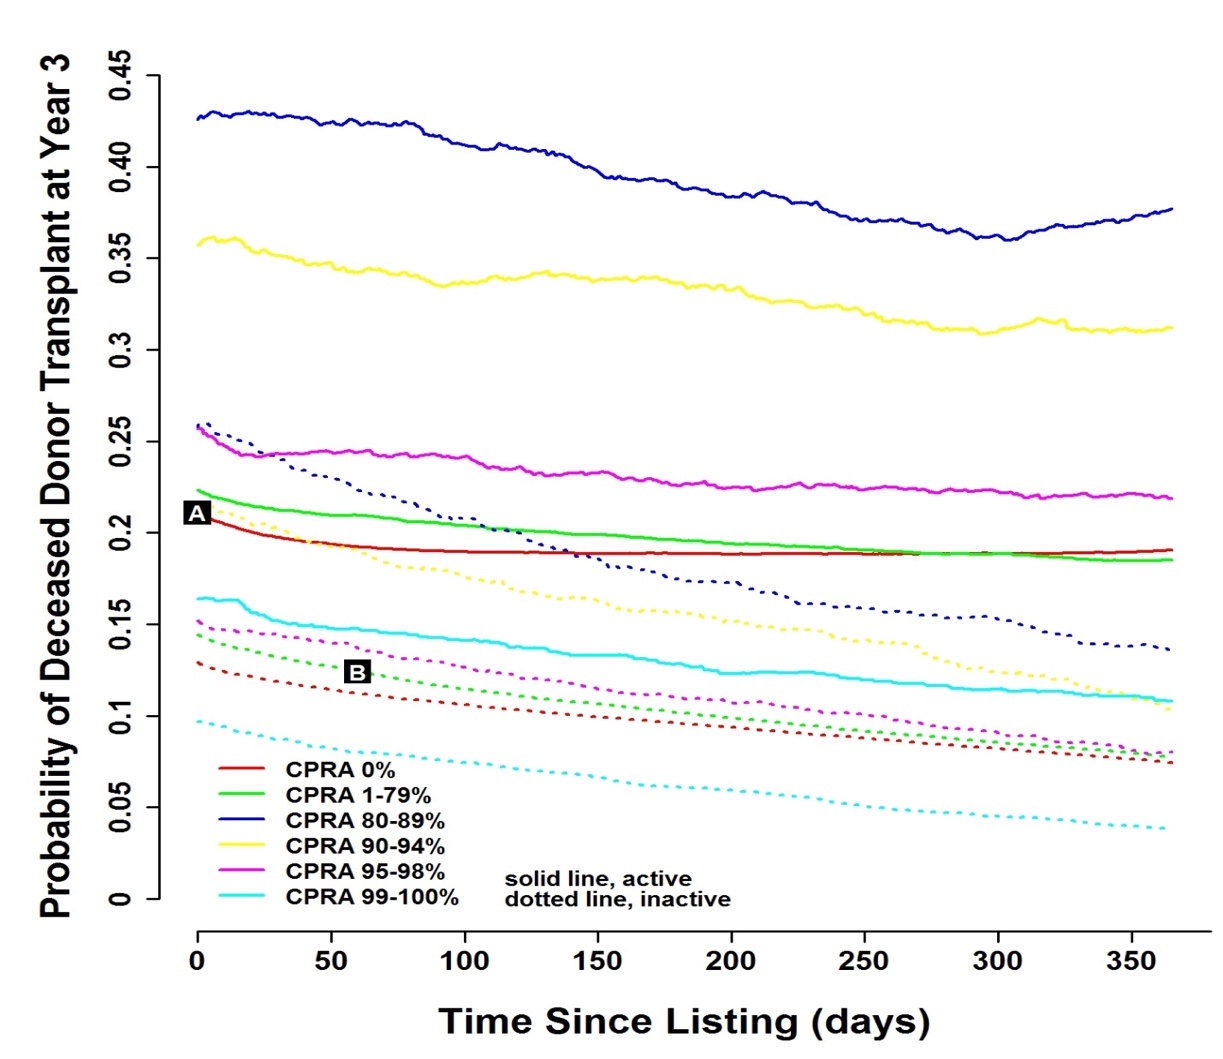 Probability of Deceased Donor Transplant at Year 3
0.45
0.40
0.35
0.3
0.25
0.2
0.15
0.1
0.05
0
A
B
CPRA 0%
CPRA 1-79%
CPRA 80-89%
CPRA 90-94%
CPRA 95-98%
CPRA 99-100%
solid line, active
dotted line, inactive
0 50 100 150 200 250 300 350
Time Since Listing (days)